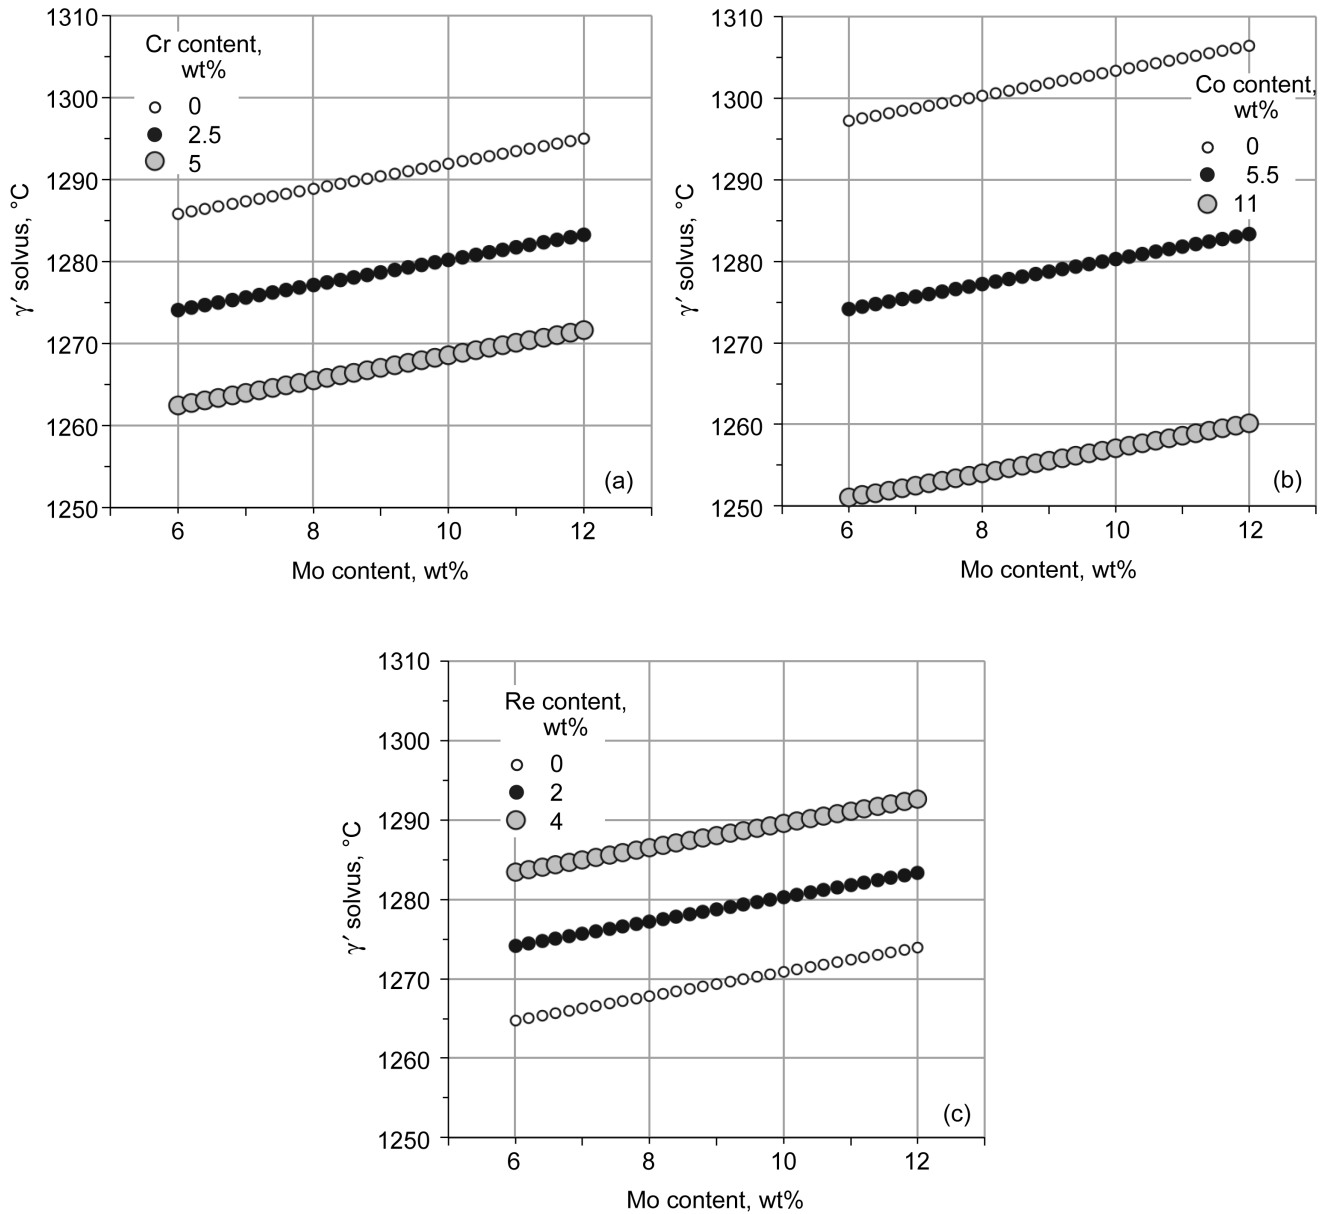 1310
1300
1290
1280
1270
1260
1250
γ′ solvus, °C
Cr content,
wt%
0
2.5
5
(a)
6
8
10
12
Mo content, wt%
1310
1300
1290
1280
1270
1260
1250
γ′ solvus, °C
Co content,
wt%
0
5.5
11
(b)
6
8
10
12
Mo content, wt%
1310
1300
1290
1280
1270
1260
1250
γ′ solvus, °C
Re content,
wt%
0
2
4
(c)
6
8
10
12
Mo content, wt%